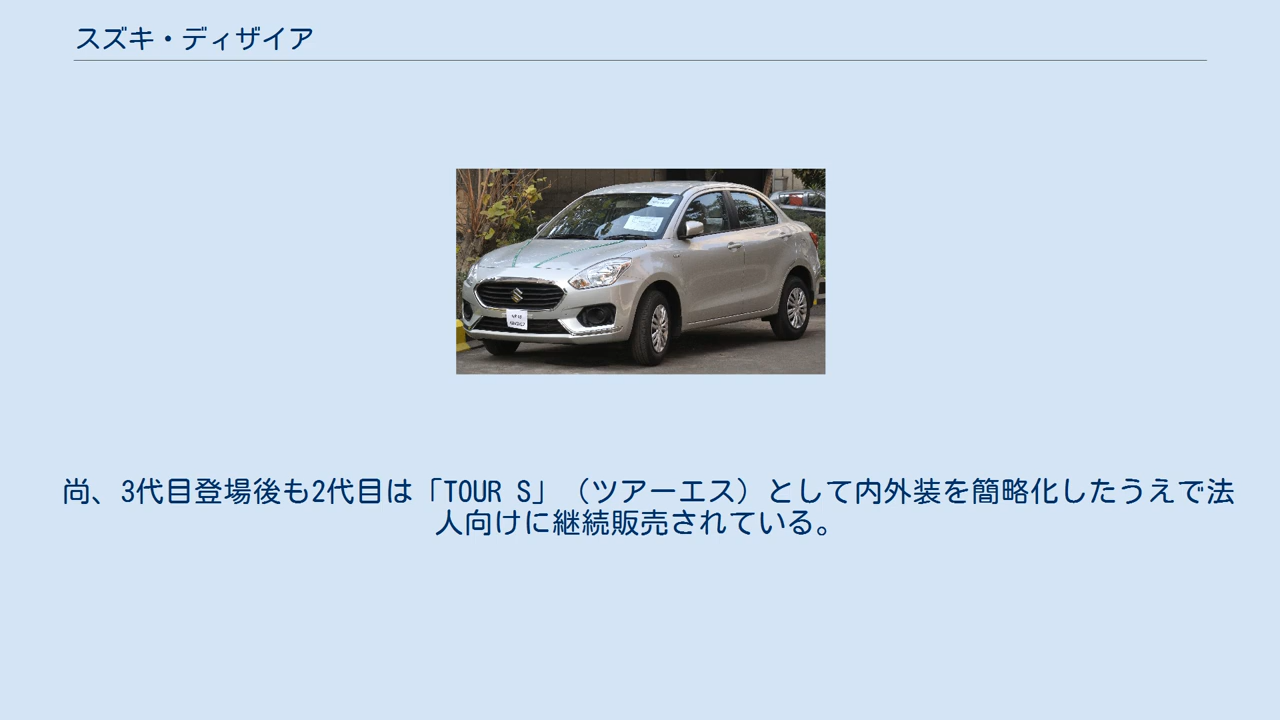 スズキ・ディザイア
尚、3代目登場後も2代目は「TOUR S」（ツアーエス）として内外装を簡略化したうえで法
人向けに継続販売されている。